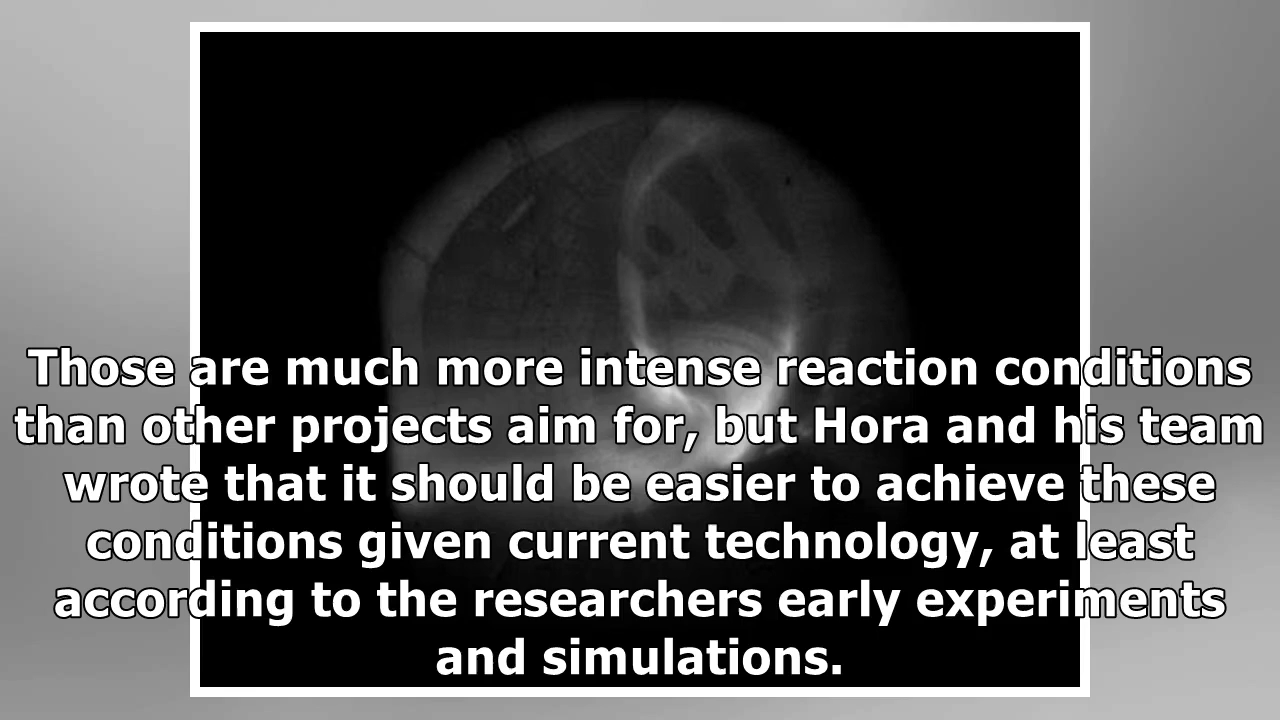 Those are much more intense reaction conditions
than other projects aim for, but Hora and his team
wrote that it should be easier to achieve these
conditions given current technology, at least
according to the researchers early experiments
and simulations.